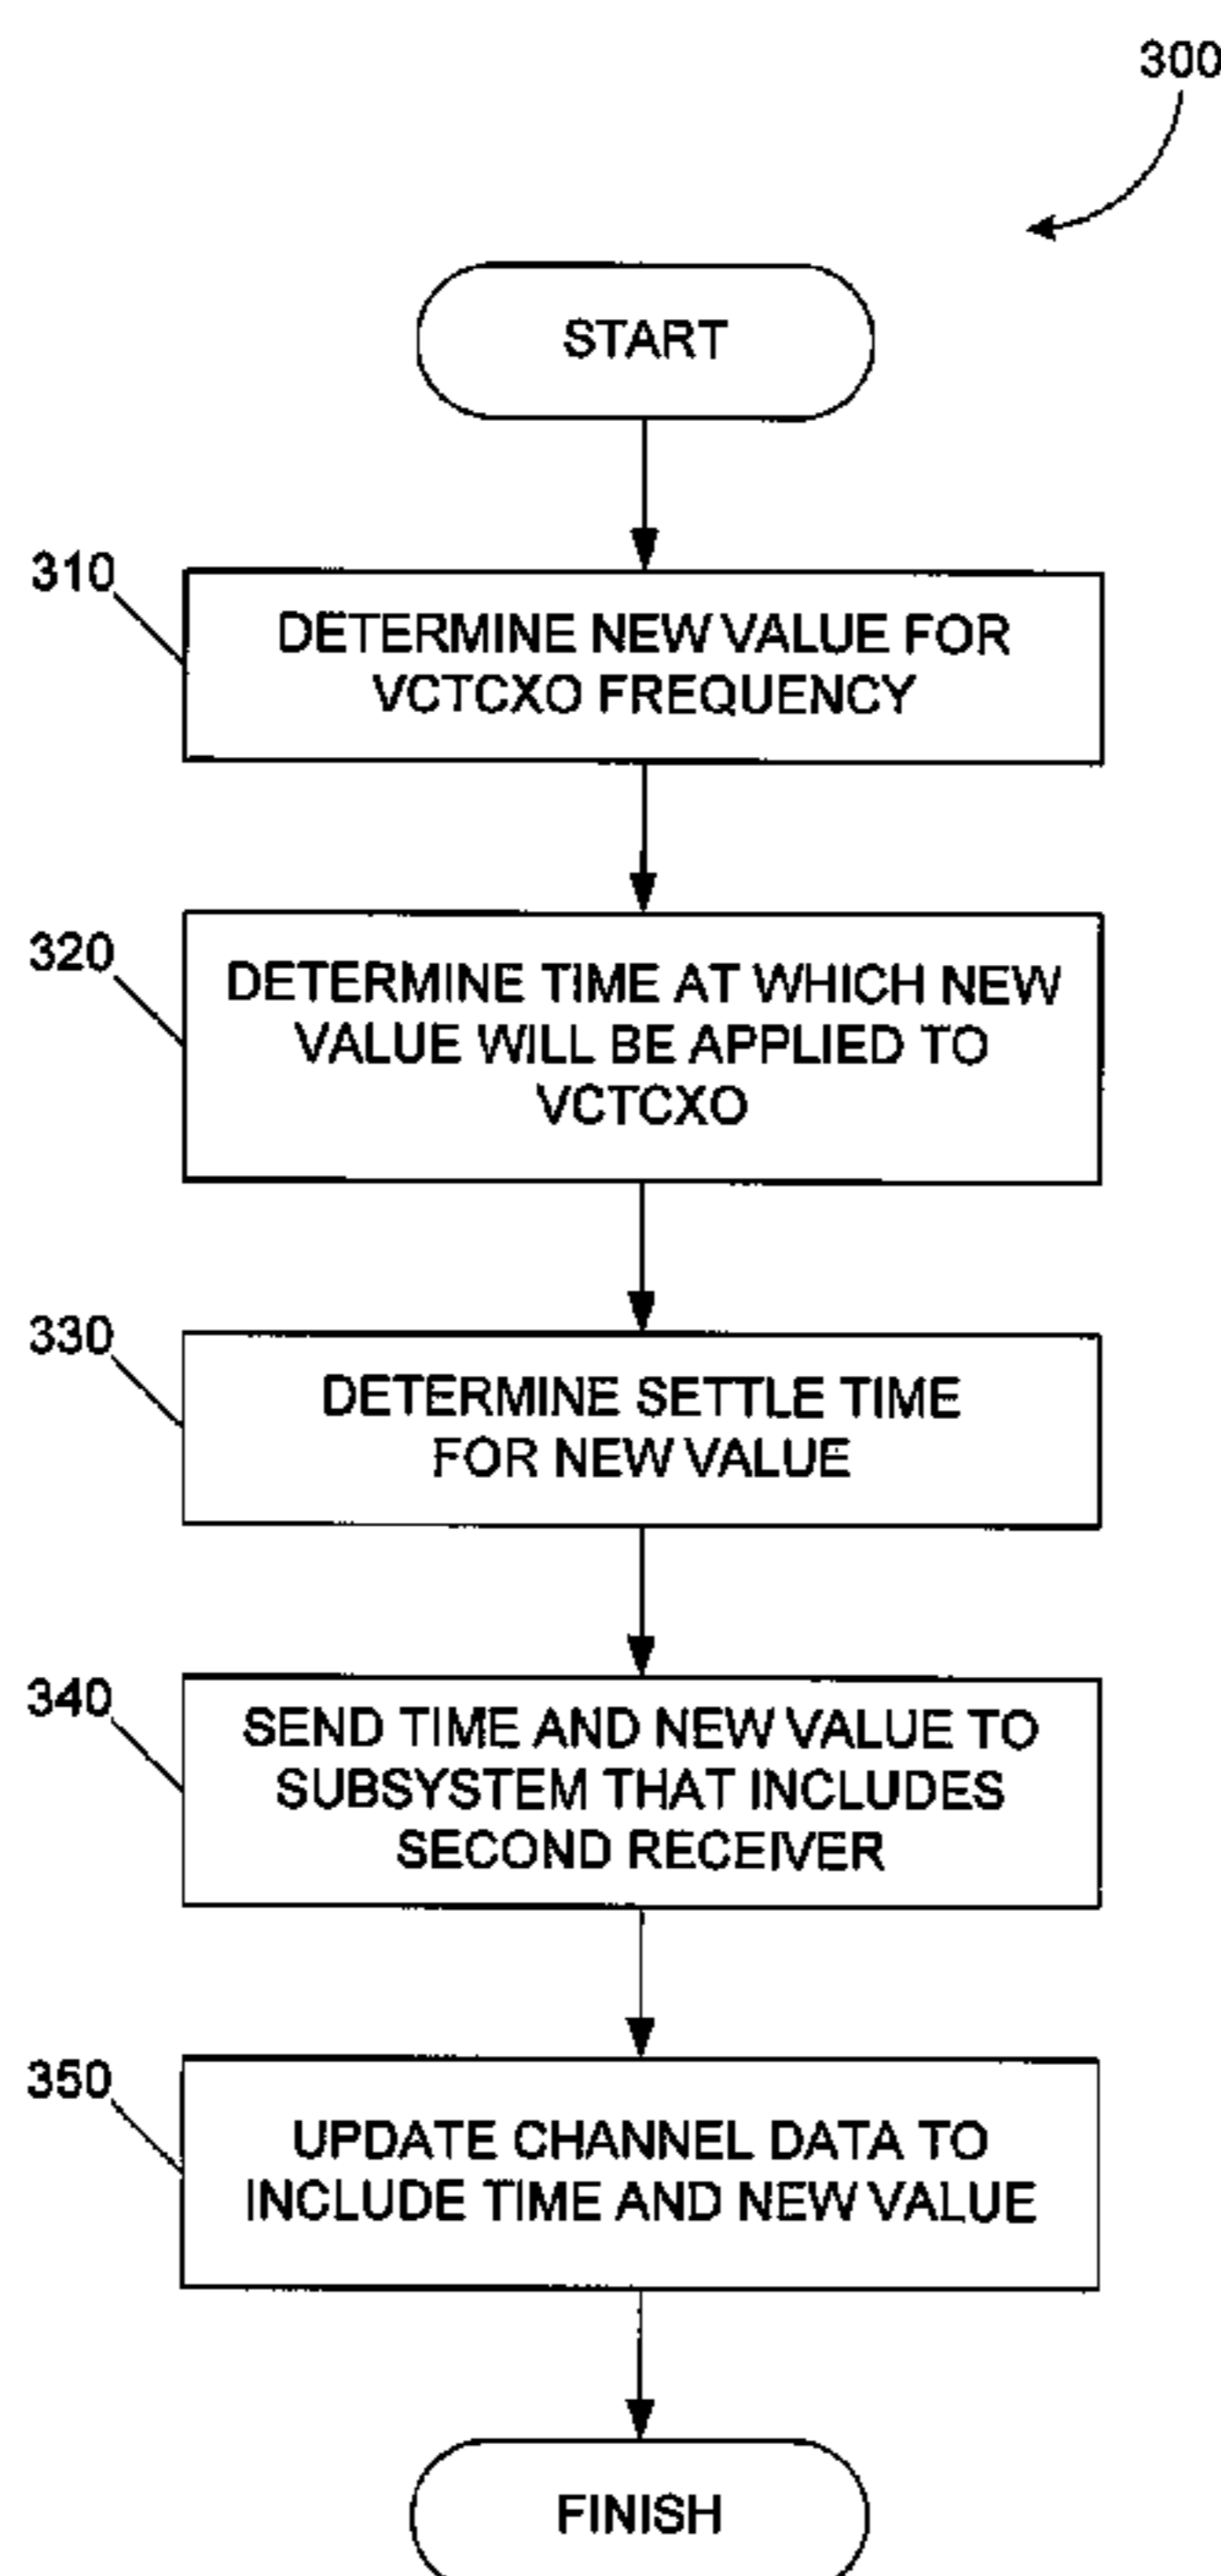 300
START
310
DETERMINE NEW VALUE FOR
VCTCXO FREQUENCY
320
DETERMINE TIME AT WHICH NEW
VALUE WILL BE APPLIED TO
VCTCXO
330
DETERMINE SETTLE TIME
FOR NEW VALUE
340
SEND TIME AND NEW VALUE TO
SUBSYSTEM THAT INCLUDES
SECOND RECEIVER
350
UPDATE CHANNEL DATA TO
INCLUDE TIME AND NEW VALUE
FINISH